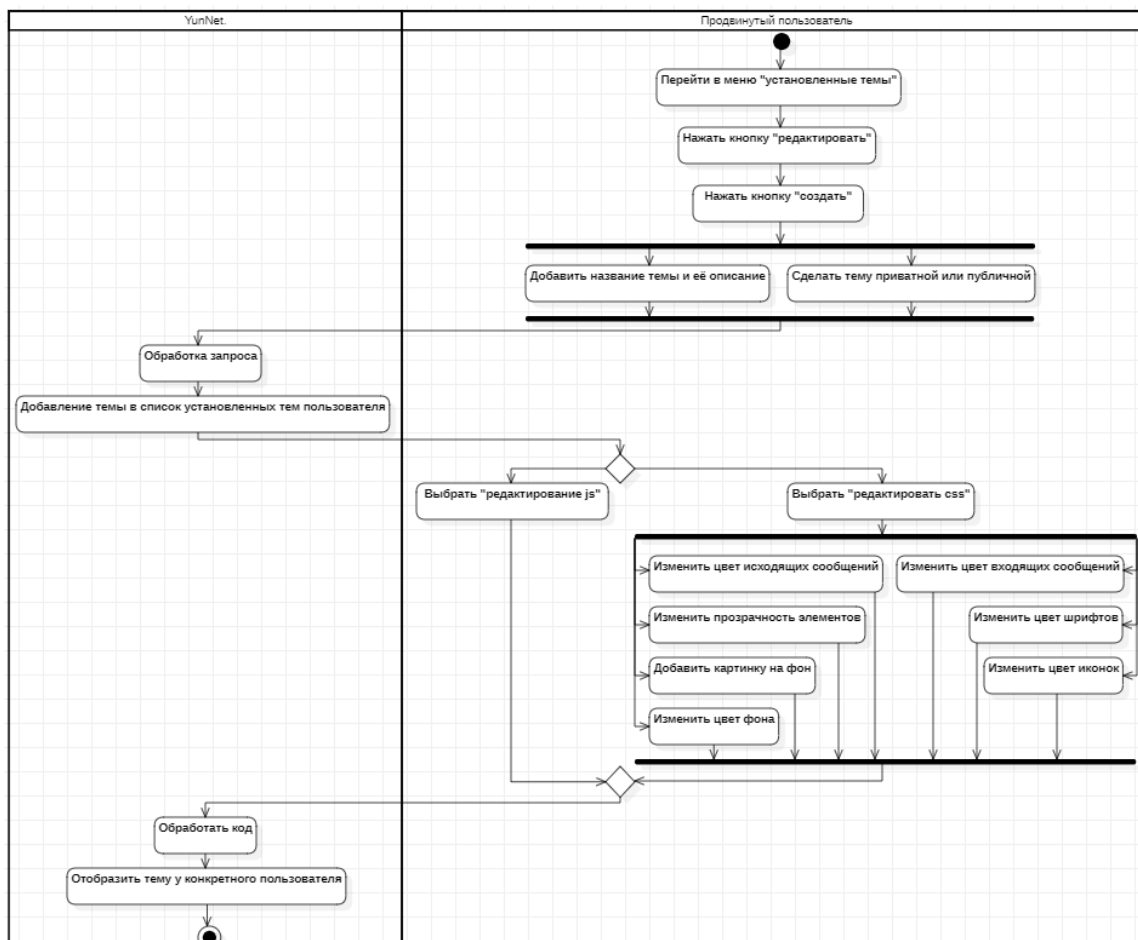 YunNet.
Продвинутый пользователь
Перейти в меню "установленные темы"
Нажать кнопку "редактировать"
Нажать кнопку "создать"
Добавить название темы и её описание
Сделать тему приватной или публичной
Обработка запроса
Добавление темы в список установленных тем пользователя
Выбрать "редактирование js"
Выбрать "редактировать css"
Изменить цвет исходящих сообщений
Изменить цвет входящих сообщений
Изменить прозрачность элементов
Изменить цвет шрифтов
Добавить картинку на фон
Изменить цвет иконок
Изменить цвет фона
Обработать код
Отобразить тему у конкретного пользователя